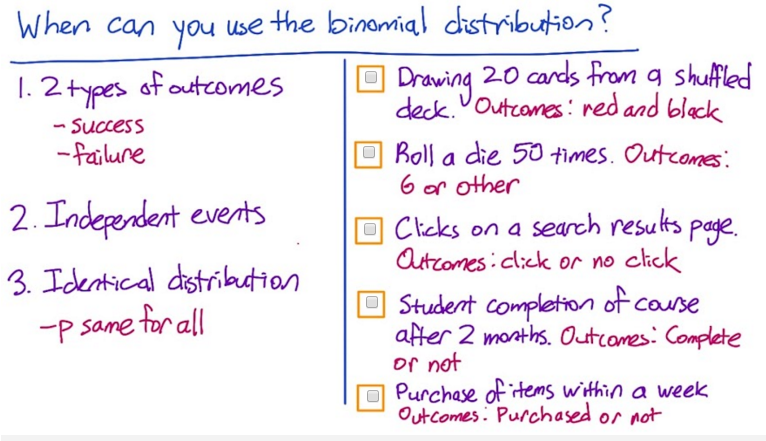 When can you use the binomial distribution?
1. 2 types of outcomes
- success
- failure
2. Independent events
3. Identical distribution
- p same for all
Drawing 20 cards from a shuffled
deck. Outcomes: red and black
Roll a die 50 times. Outcomes:
6 or other
Clicks on a search results page.
Outcomes: click or no click
Student completion of course
after 2 months. Outcomes: Complete
or not
Purchase of items within a week
Outcomes: Purchased or not